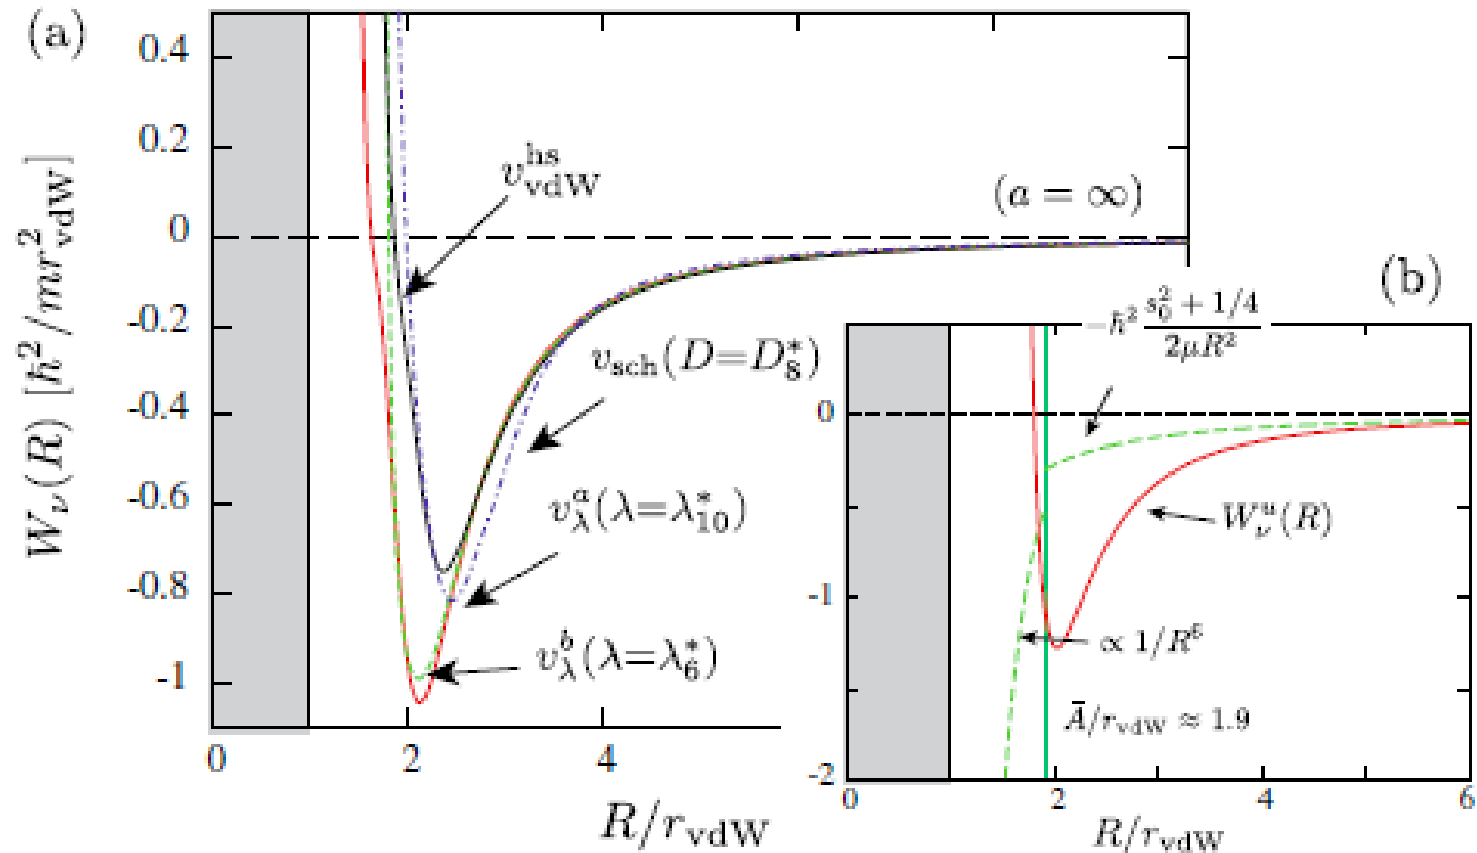 (a)
W_ν(R) [ħ²/mr²_vdW]
0.4
0.2
0
-0.2
-0.4
-0.6
-0.8
-1
v^hs_vdW
(a = ∞)
v_sch(D=D*_8)
v^a_λ(λ=λ*_10)
v^b_λ(λ=λ*_6)
0 2 4
R/r_vdW
(b)
-ħ² (s_0² + 1/4) / 2μR²
0
-1
-2
W^u_ν(R)
∝ 1/R⁶
Ā/r_vdW ≈ 1.9
0 2 4 6
R/r_vdW